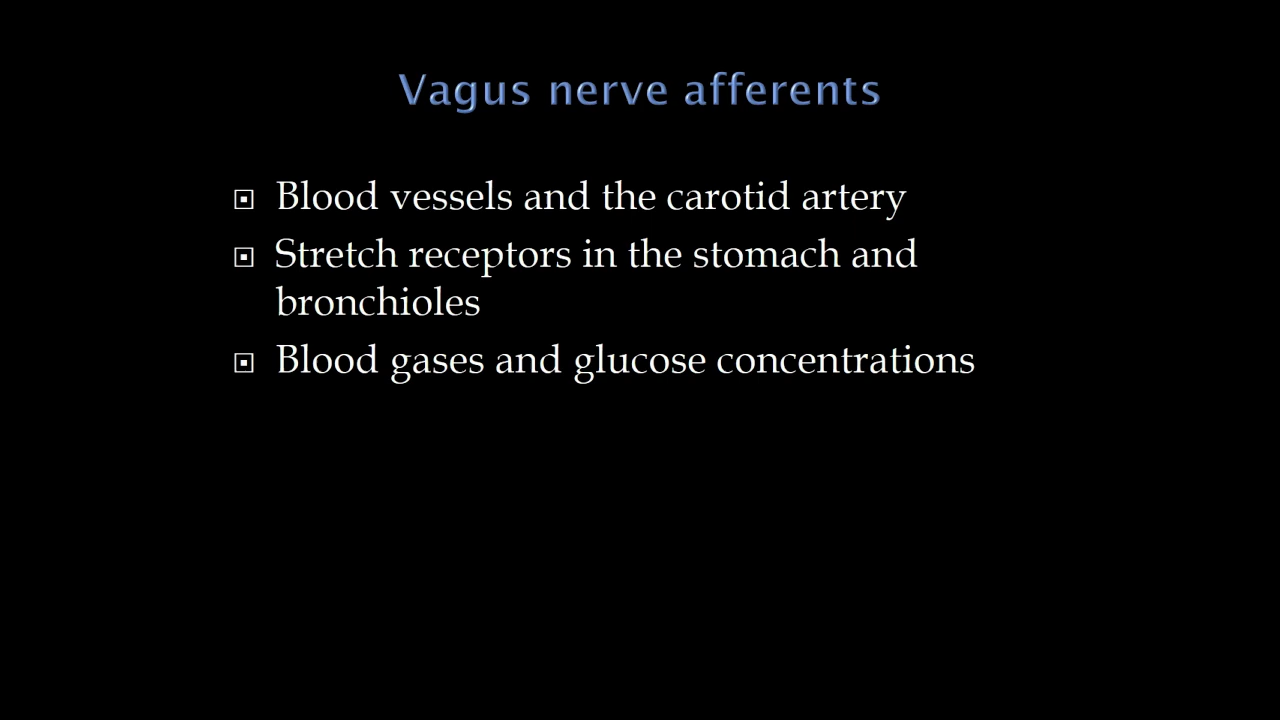 Vagus nerve afferents
Blood vessels and the carotid artery
Stretch receptors in the stomach and
bronchioles
Blood gases and glucose concentrations